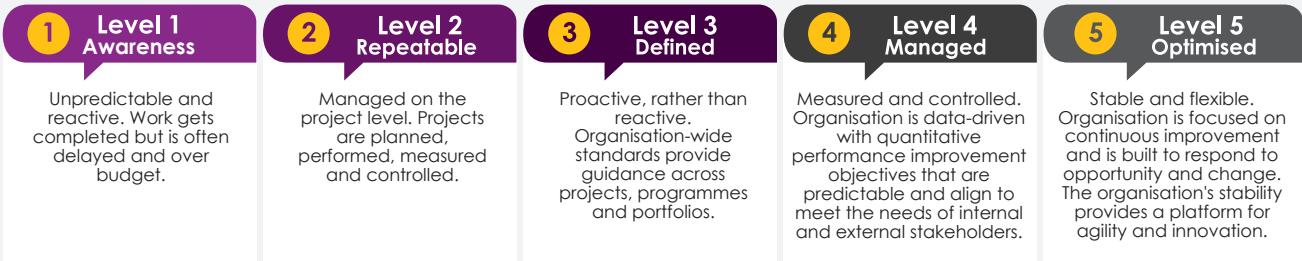 1
Level 1
Awareness
Unpredictable and
reactive. Work gets
completed but is often
delayed and over
budget.
2
Level 2
Repeatable
Managed on the
project level. Projects
are planned,
performed, measured
and controlled.
3
Level 3
Defined
Proactive, rather than
reactive.
Organisation-wide
standards provide
guidance across
projects, programmes
and portfolios.
4
Level 4
Managed
Measured and controlled.
Organisation is data-driven
with quantitative
performance improvement
objectives that are
predictable and align to
meet the needs of internal
and external stakeholders.
5
Level 5
Optimised
Stable and flexible.
Organisation is focused on
continuous improvement
and is built to respond to
opportunity and change.
The organisation's stability
provides a platform for
agility and innovation.